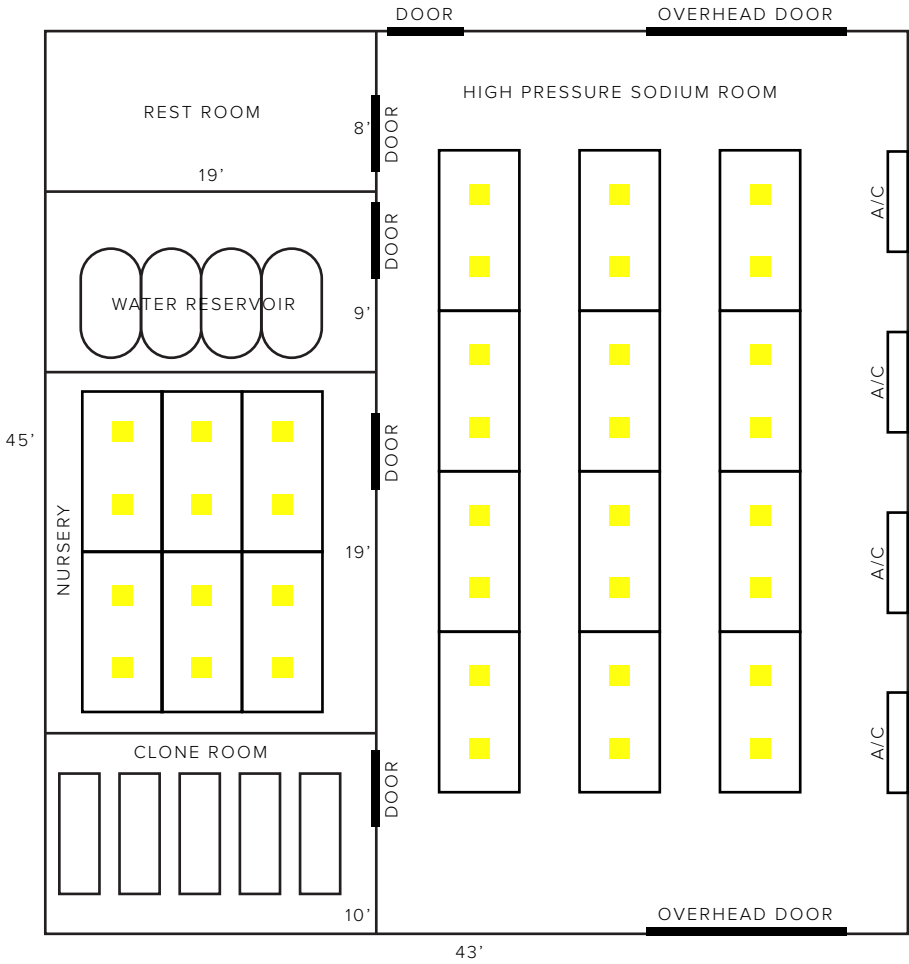 DOOR
OVERHEAD DOOR
HIGH PRESSURE SODIUM ROOM
REST ROOM
8’
DOOR
19’
A/C
DOOR
WATER RESERVOIR
9’
A/C
45’
DOOR
NURSERY
19’
A/C
CLONE ROOM
DOOR
A/C
10’
OVERHEAD DOOR
43’